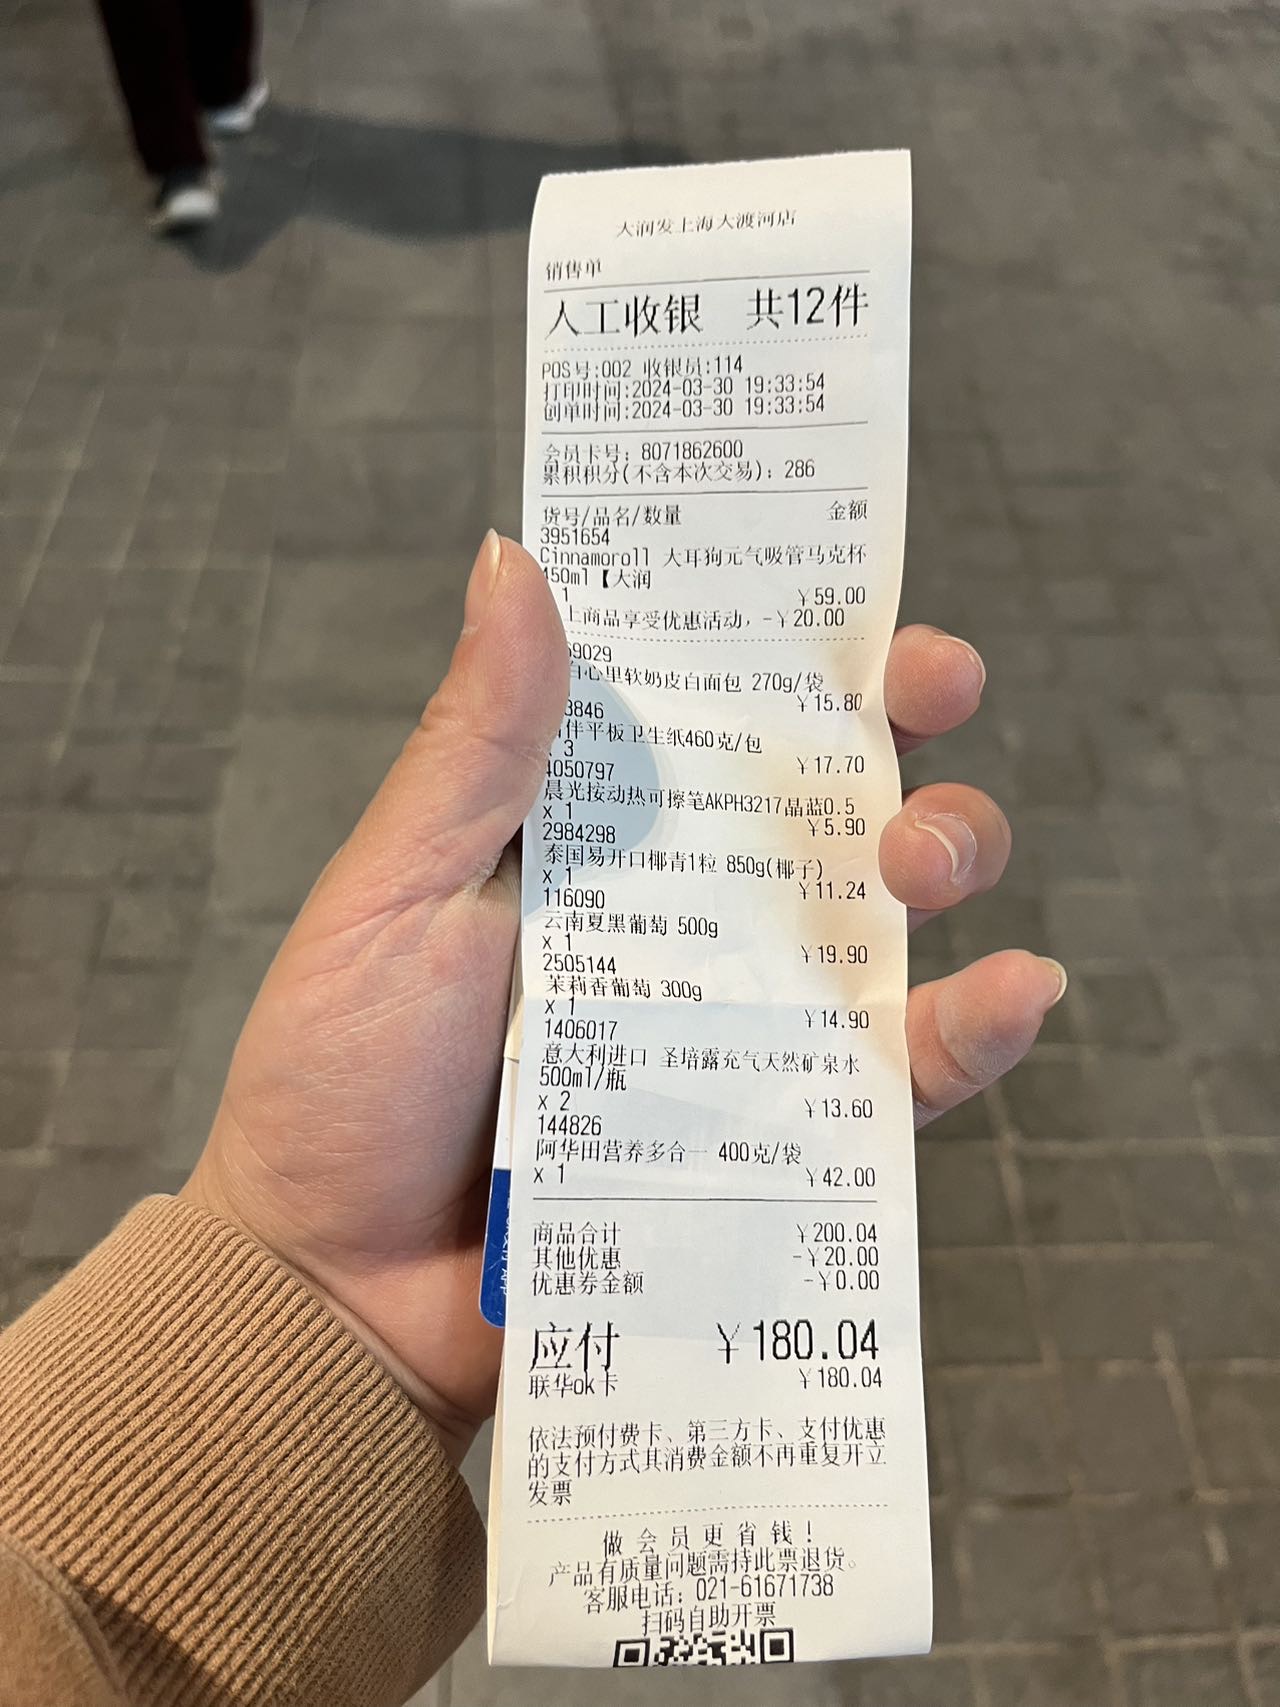 大润发上海大渡河店
销售单
人工收银 共12件
POS号:002 收银员:114
打印时间:2024-03-30 19:33:54
创单时间:2024-03-30 19:33:54
会员卡号: 8071862600
累积积分(不含本次交易): 286
货号/品名/数量 金额
3951654
Cinnamoroll 大耳狗元气吸管马克杯
450ml【大润
1 ¥59.00
上商品享受优惠活动, -¥20.00
69029
白心里软奶皮白面包 270g/袋
¥15.80
3846
伴平板卫生纸460克/包
3 ¥17.70
4050797
晨光按动热可擦笔AKPH3217晶蓝0.5
x 1 ¥5.90
2984298
泰国易开口椰青1粒 850g(椰子)
x 1 ¥11.24
116090
云南夏黑葡萄 500g
x 1 ¥19.90
2505144
茉莉香葡萄 300g
x 1 ¥14.90
1406017
意大利进口 圣培露充气天然矿泉水
500ml/瓶
x 2 ¥13.60
144826
阿华田营养多合一 400克/袋
x 1 ¥42.00
商品合计 ¥200.04
其他优惠 -¥20.00
优惠券金额 -¥0.00
应付 ¥180.04
联华ok卡 ¥180.04
依法预付费卡、第三方卡、支付优惠
的支付方式其消费金额不再重复开立
发票
做会员更省钱!
产品有质量问题需持此票退货。
客服电话: 021-61671738
扫码自助开票